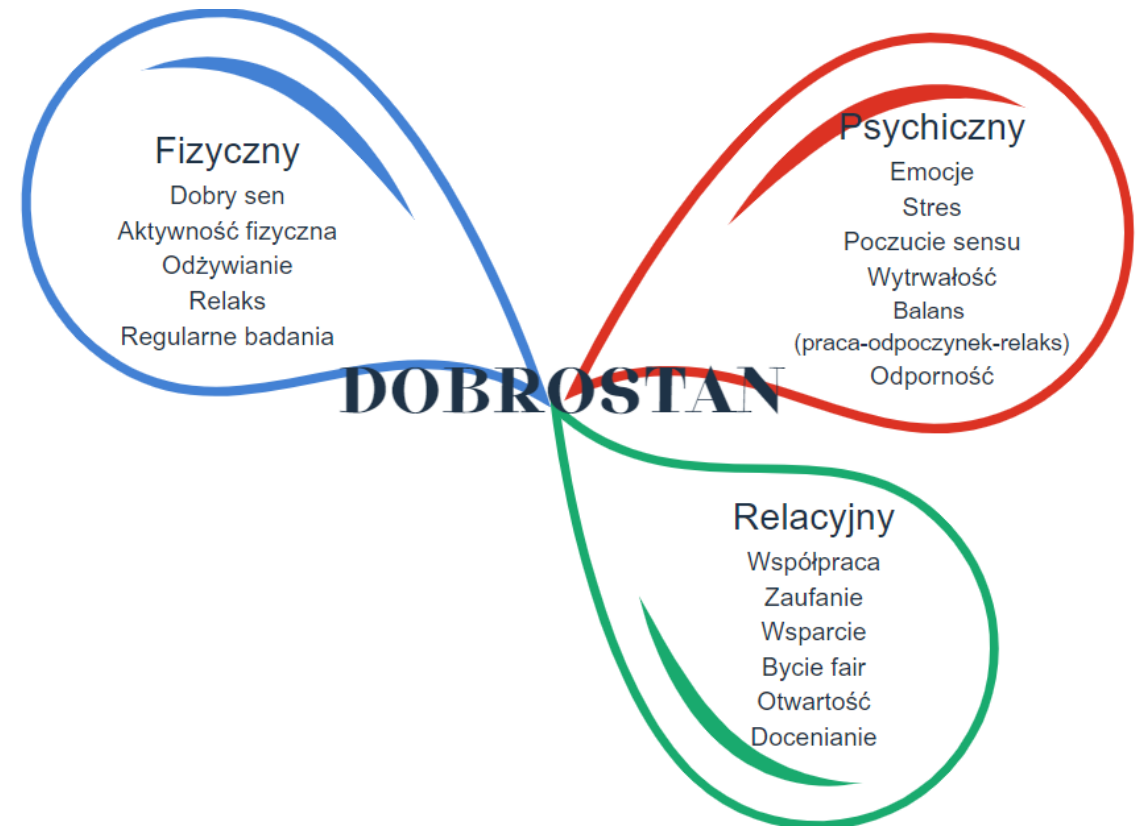 Fizyczny
Dobry sen
Aktywność fizyczna
Odżywianie
Relaks
Regularne badania
Psychiczny
Emocje
Stres
Poczucie sensu
Wytrwałość
Balans
(praca-odpoczynek-relaks)
Odporność
DOBROSTAN
Relacyjny
Współpraca
Zaufanie
Wsparcie
Bycie fair
Otwartość
Docenianie